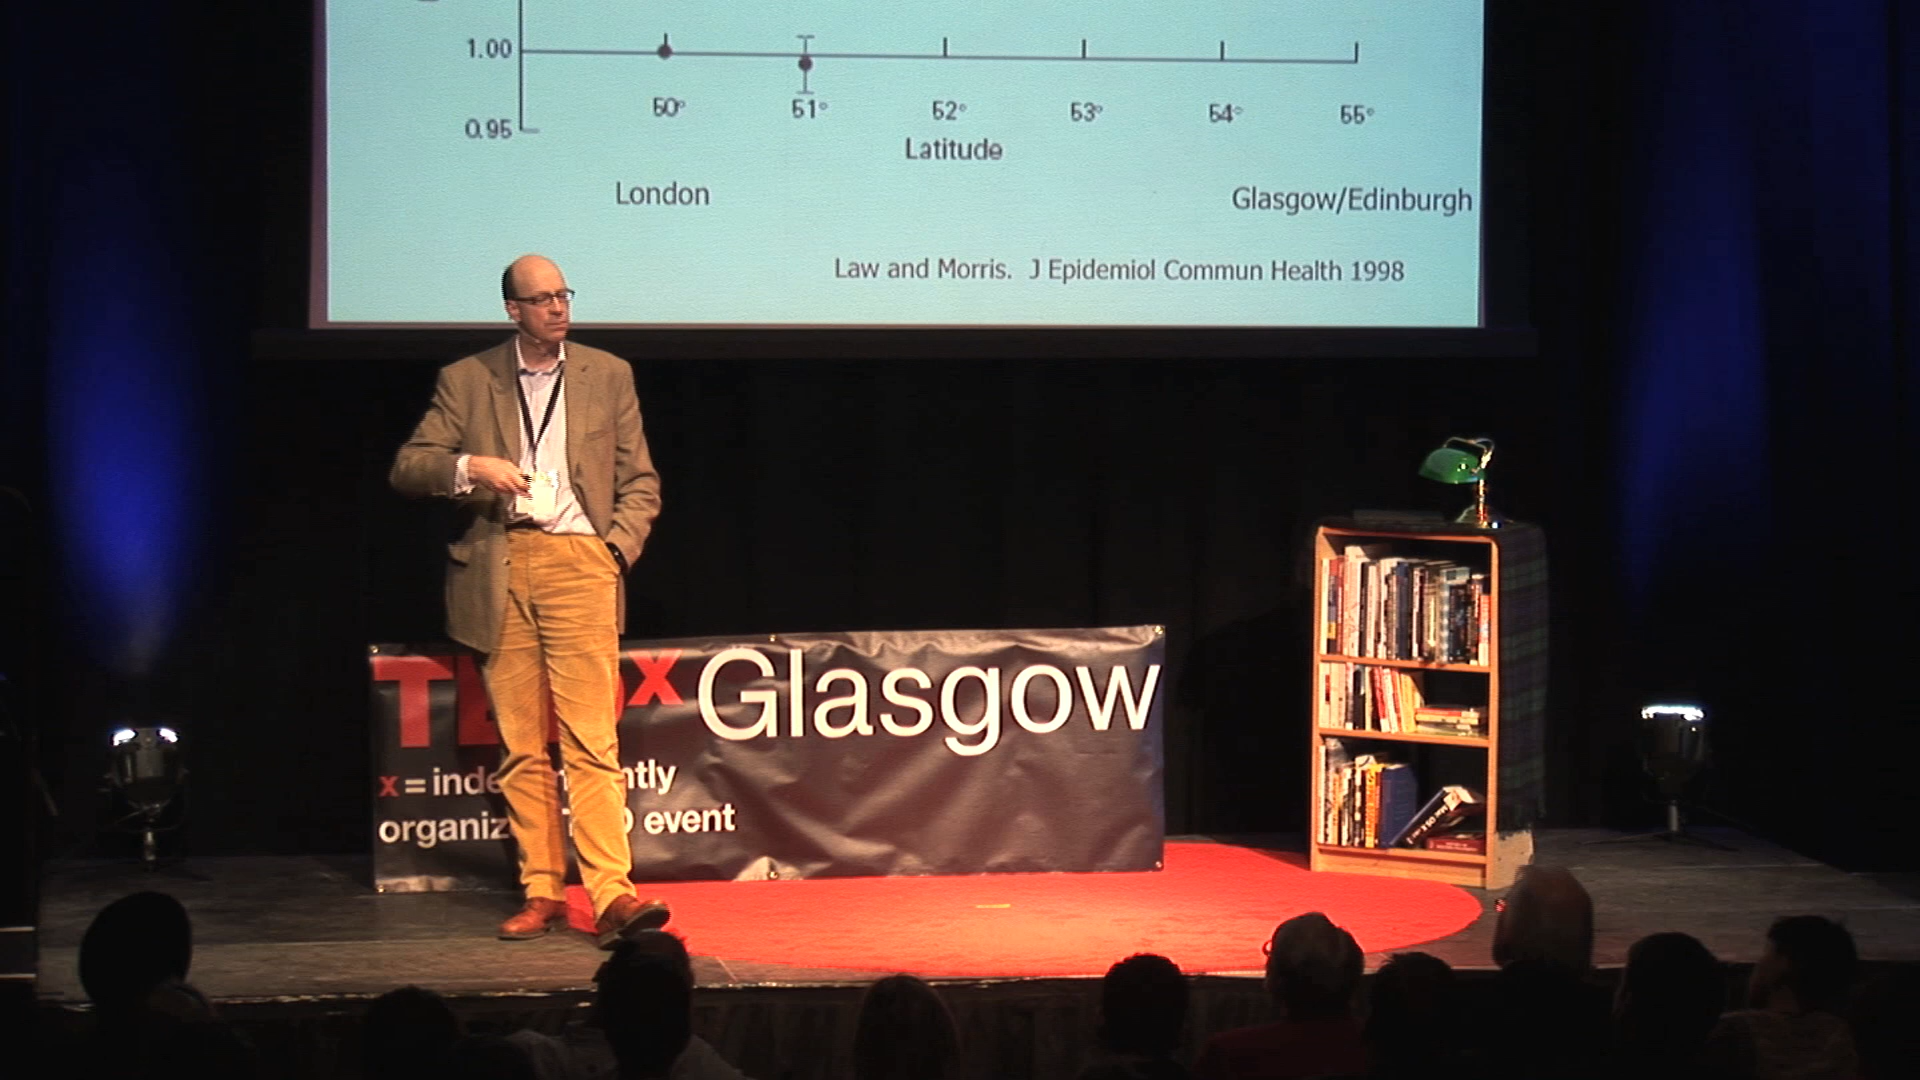 1.00
50° 51° 52° 53° 54° 55°
0.95
Latitude
London Glasgow/Edinburgh
Law and Morris. J Epidemiol Commun Health 1998
TEDxGlasgow
x = inde ntly
organiz event